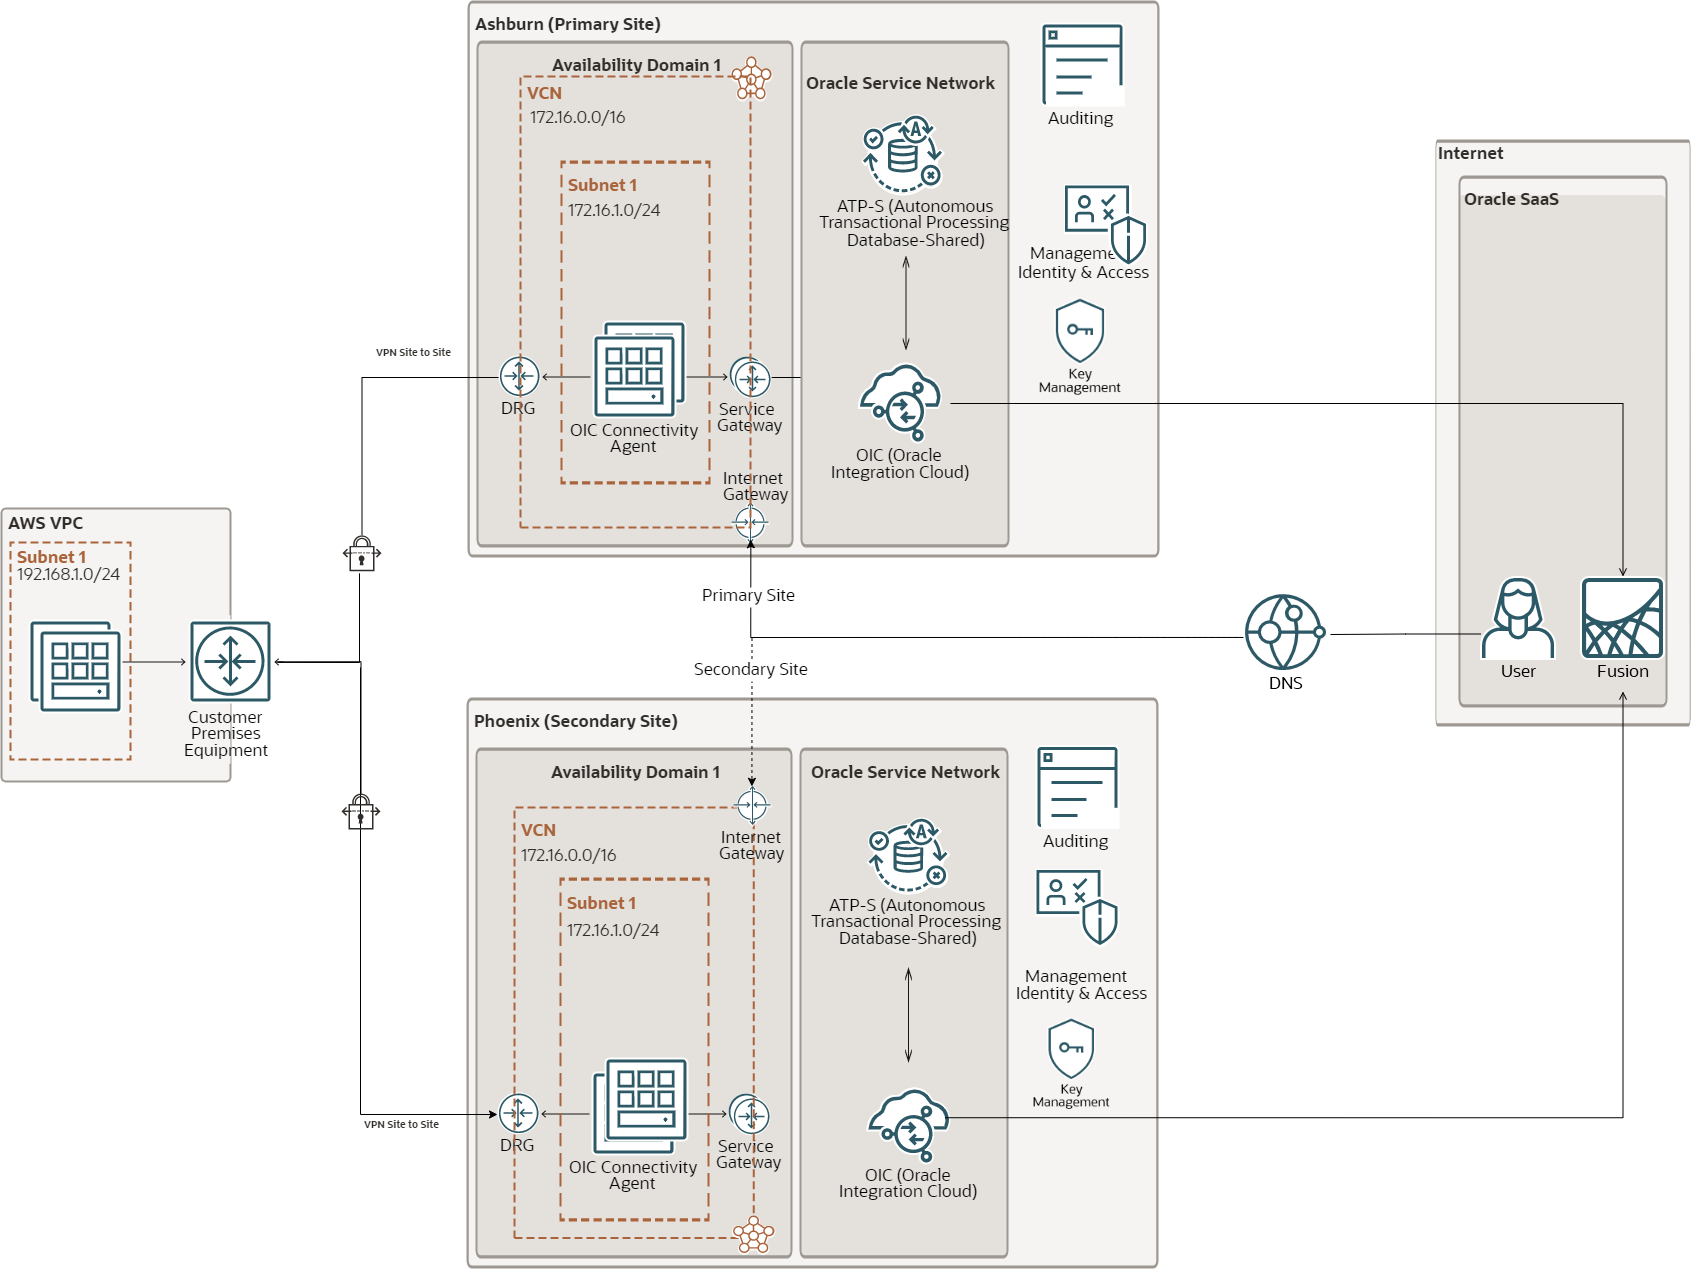 Ashburn (Primary Site)
Availability Domain 1
VCN
172.16.0.0/16
Subnet 1
172.16.1.0/24
VPN Site to Site
DRG
OIC Connectivity
Agent
Service
Gateway
Internet
Gateway
Oracle Service Network
ATP-S (Autonomous
Transactional Processing
Database-Shared)
OIC (Oracle
Integration Cloud)
Auditing
Manageme
Identity & Access
Key
Management
Internet
Oracle SaaS
User
Fusion
DNS
AWS VPC
Subnet 1
192.168.1.0/24
Customer
Premises
Equipment
Primary Site
Secondary Site
Phoenix (Secondary Site)
Availability Domain 1
Internet
Gateway
VCN
172.16.0.0/16
Subnet 1
172.16.1.0/24
VPN Site to Site
DRG
OIC Connectivity
Agent
Service
Gateway
Oracle Service Network
ATP-S (Autonomous
Transactional Processing
Database-Shared)
OIC (Oracle
Integration Cloud)
Auditing
Management
Identity & Access
Key
Management